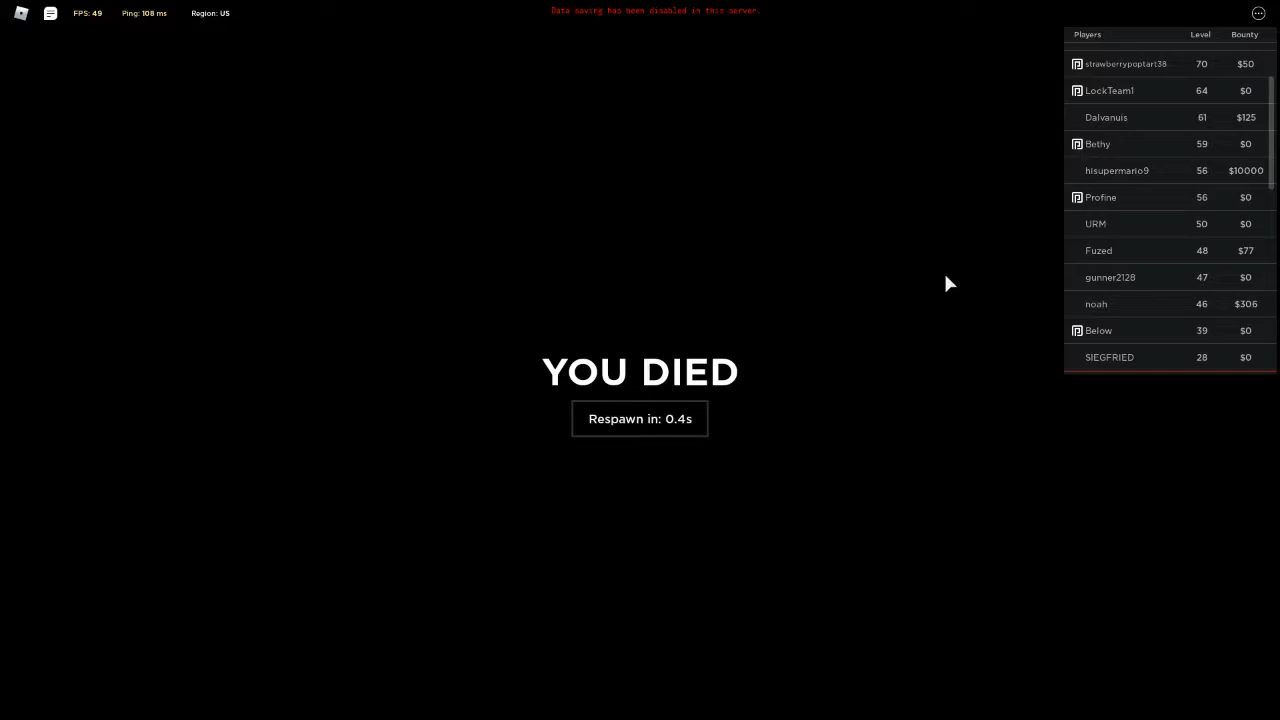 FPS: 49 Ping: 108 ms Region: US
Data saving has been disabled in this server.
Players Level Bounty
strawberrypoptart38 70 $50
LockTeam1 64 $0
Dalvanuis 61 $125
Bethy 59 $0
hisupermario9 56 $10000
Profine 56 $0
URM 50 $0
Fuzed 48 $77
gunner2128 47 $0
noah 46 $306
Below 39 $0
SIEGFRIED 28 $0
YOU DIED
Respawn in: 0.4s